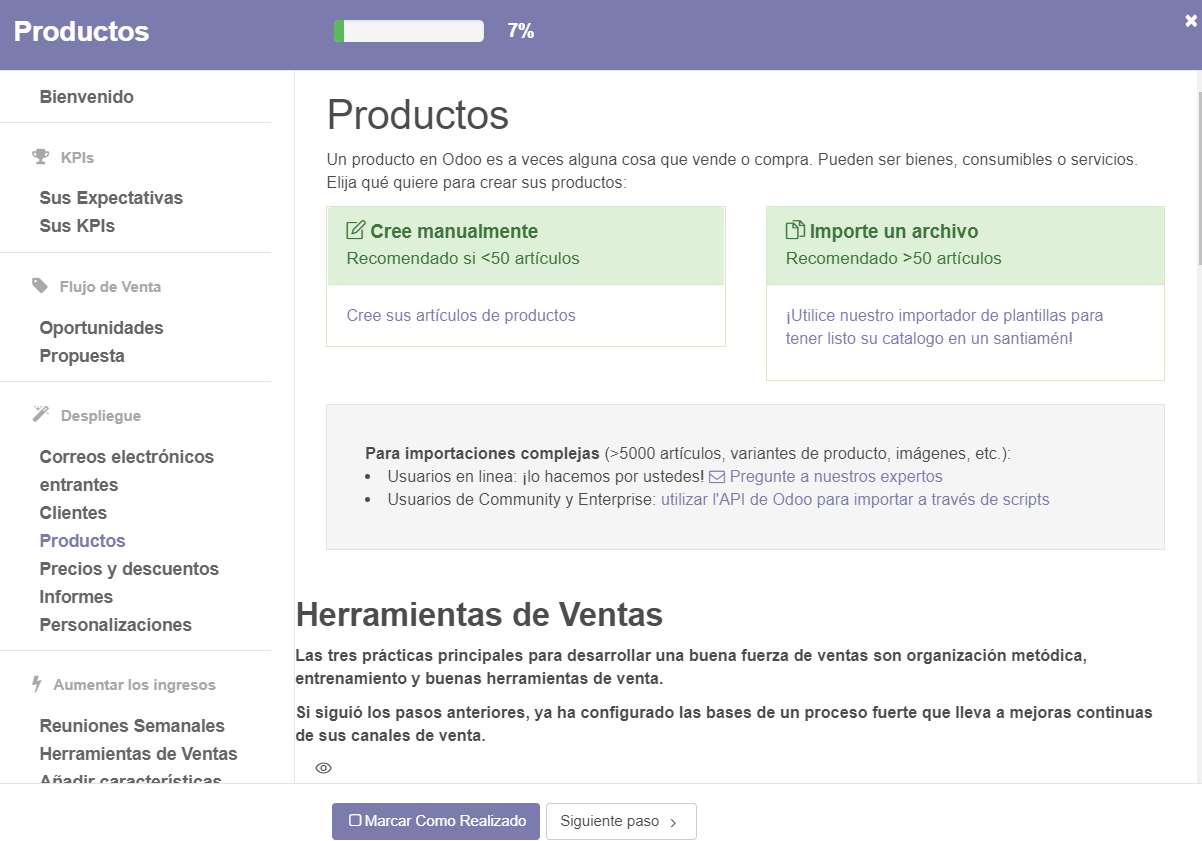 Productos
7%
Bienvenido
KPIs
Sus Expectativas
Sus KPIs
Flujo de Venta
Oportunidades
Propuesta
Despliegue
Correos electrónicos
entrantes
Clientes
Productos
Precios y descuentos
Informes
Personalizaciones
Aumentar los ingresos
Reuniones Semanales
Herramientas de Ventas
Añadir características
Productos
Un producto en Odoo es a veces alguna cosa que vende o compra. Pueden ser bienes, consumibles o servicios.
Elija qué quiere para crear sus productos:
Cree manualmente
Recomendado si <50 artículos
Cree sus artículos de productos
Importe un archivo
Recomendado >50 artículos
¡Utilice nuestro importador de plantillas para
tener listo su catalogo en un santiamén!
Para importaciones complejas (>5000 artículos, variantes de producto, imágenes, etc.):
• Usuarios en linea: ¡lo hacemos por ustedes! Pregunte a nuestros expertos
• Usuarios de Community y Enterprise: utilizar l'API de Odoo para importar a través de scripts
Herramientas de Ventas
Las tres prácticas principales para desarrollar una buena fuerza de ventas son organización metódica,
entrenamiento y buenas herramientas de venta.
Si siguió los pasos anteriores, ya ha configurado las bases de un proceso fuerte que lleva a mejoras continuas
de sus canales de venta.
Marcar Como Realizado
Siguiente paso